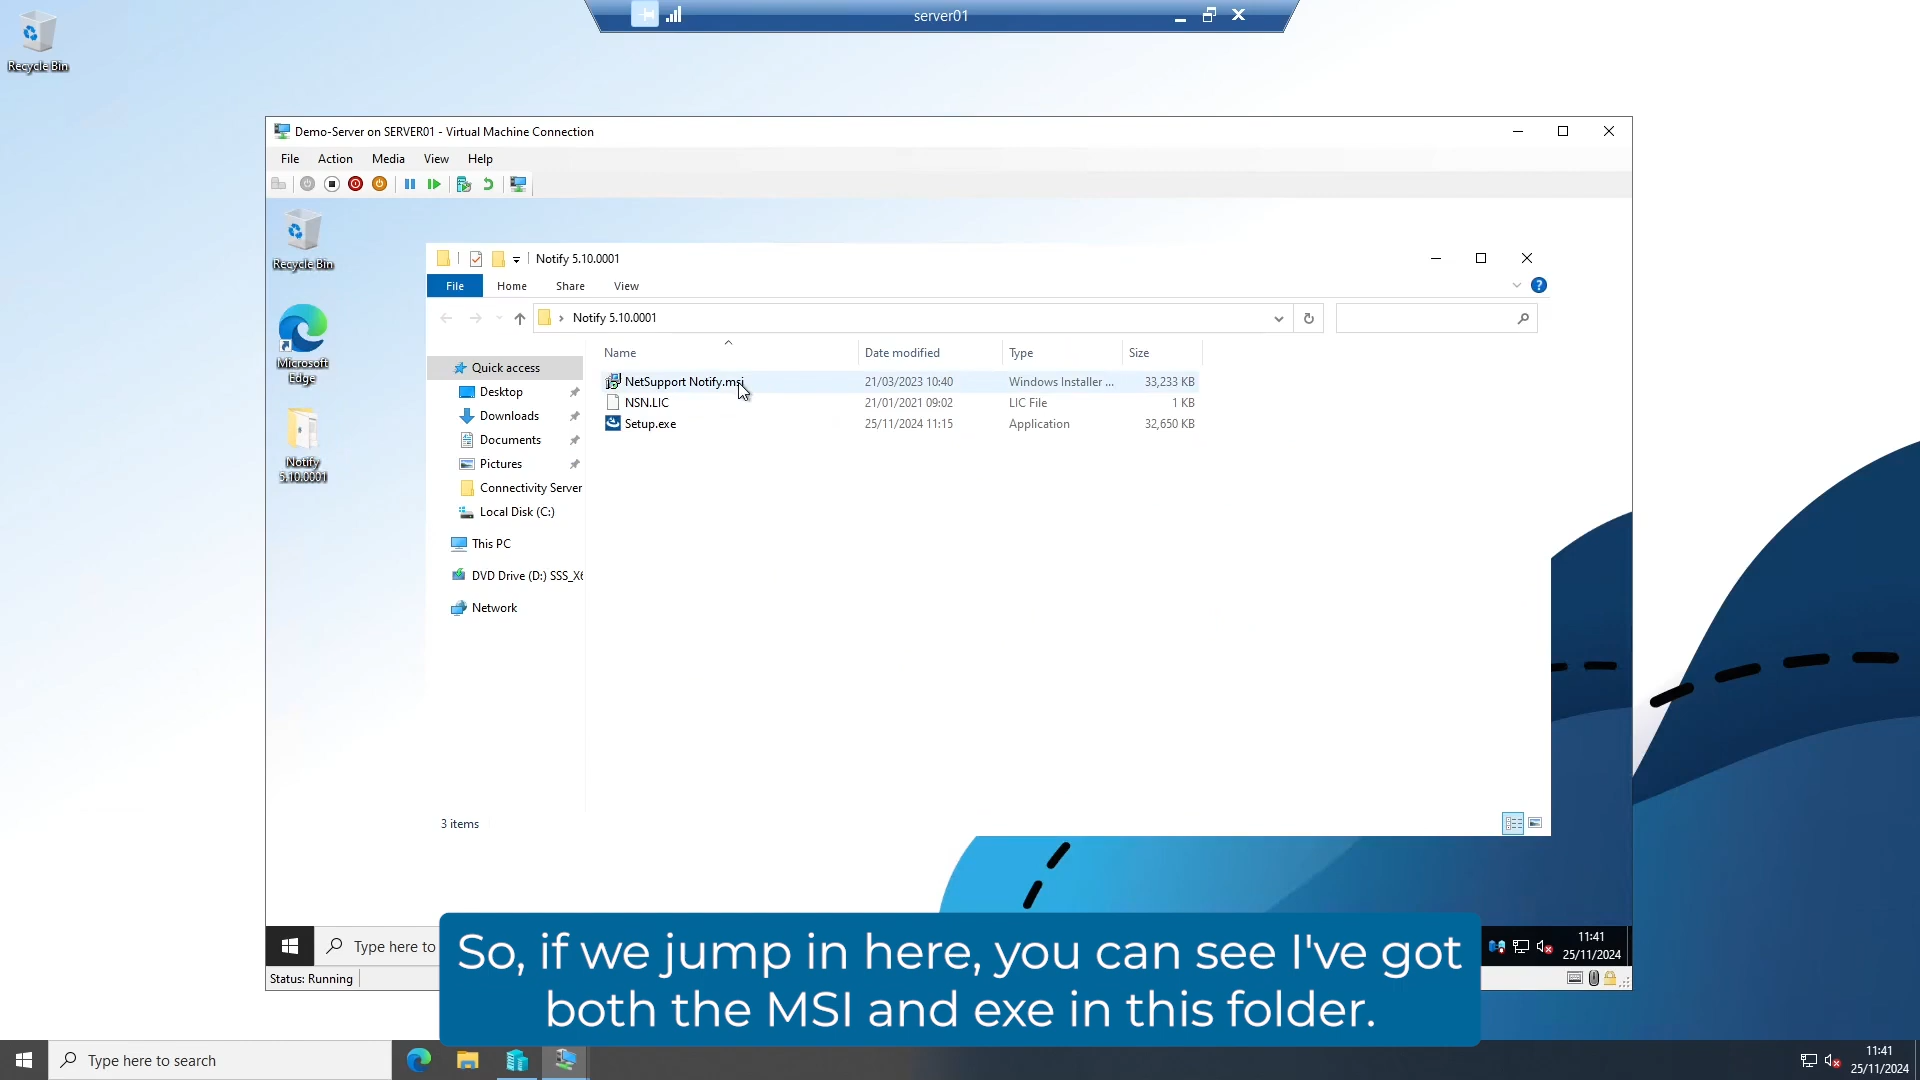 server01
Recycle Bin
Demo-Server on SERVER01 - Virtual Machine Connection
File Action Media View Help
Recycle Bin
Microsoft
Edge
Notify
5.10.0001
Notify 5.10.0001
File Home Share View
Notify 5.10.0001
Name Date modified Type Size
Quick access
Desktop
Downloads
Documents
Pictures
Connectivity Server
Local Disk (C:)
This PC
DVD Drive (D:) SSS_X6
Network
NetSupport Notify.msi 21/03/2023 10:40 Windows Installer ... 33,233 KB
NSN.LIC 21/01/2021 09:02 LIC File 1 KB
Setup.exe 25/11/2024 11:15 Application 32,650 KB
3 items
Type here to
11:41
25/11/2024
Status: Running
So, if we jump in here, you can see I've got
both the MSI and exe in this folder.
Type here to search
11:41
25/11/2024